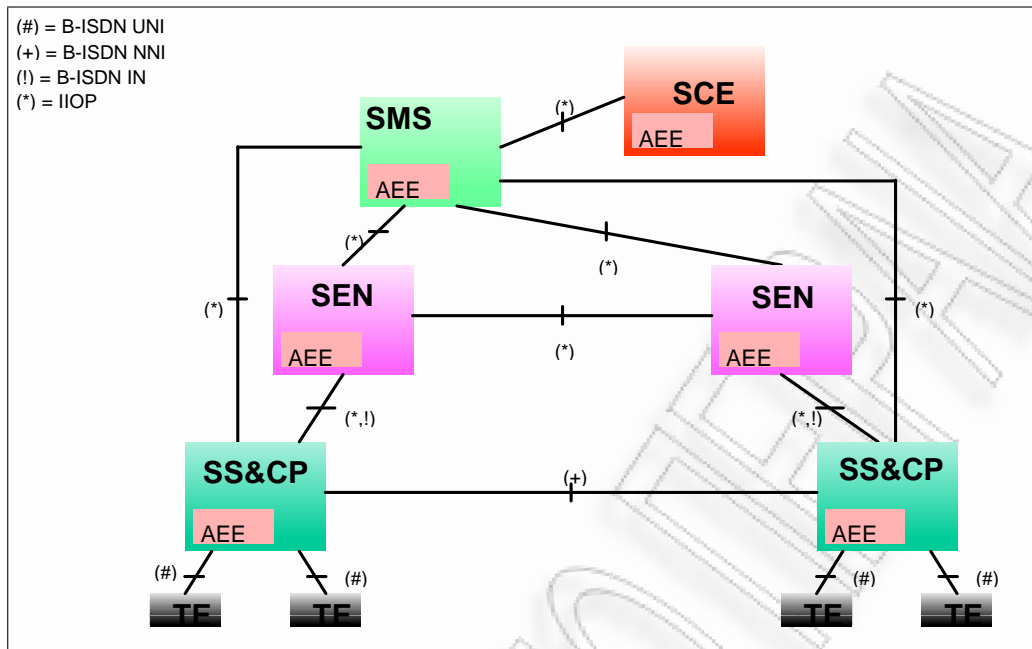 (#) = B-ISDN UNI
(+) = B-ISDN NNI
(!) = B-ISDN IN
(*) = IIOP
SCE
AEE
(*)
SMS
AEE
(*)
(*)
SEN
AEE
SEN
AEE
(*)
(*)
(*)
(*,!)
(*,!)
SS&CP
AEE
SS&CP
AEE
(+)
(#)
(#)
(#)
(#)
TE
TE
TE
TE